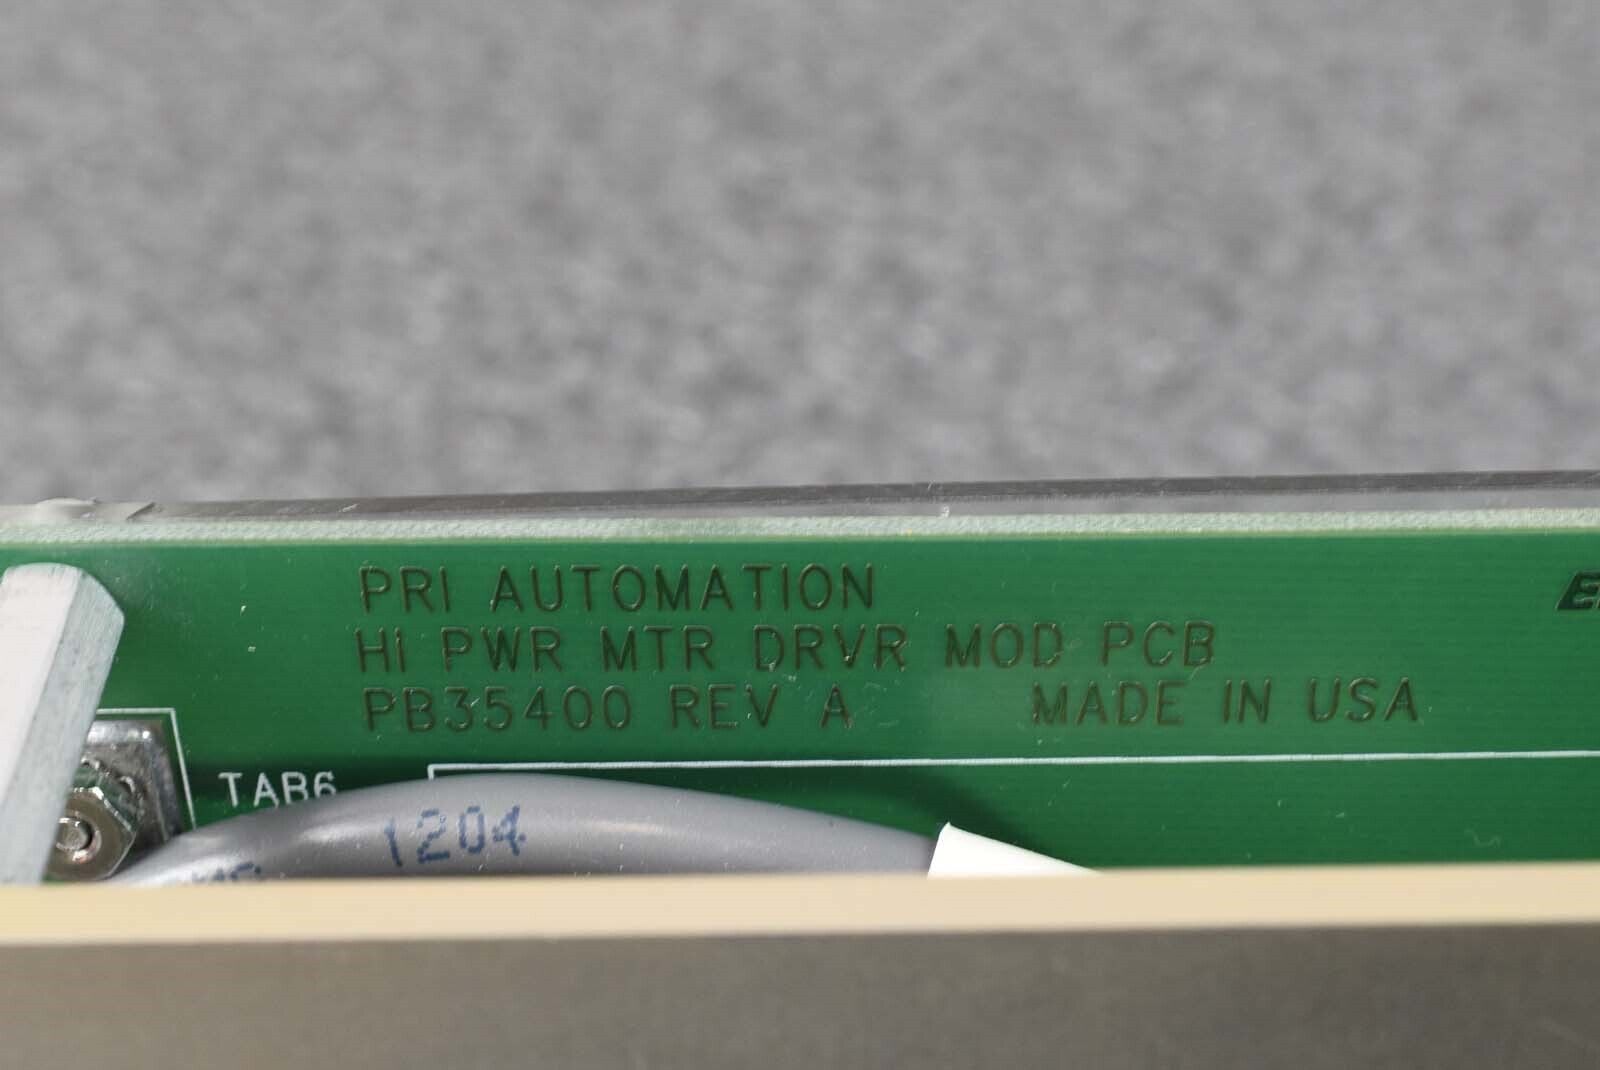 PRI AUTOMATION
HI PWR MTR DRVR MOD PCB
PB35400 REV A MADE IN USA
TAB6
1204